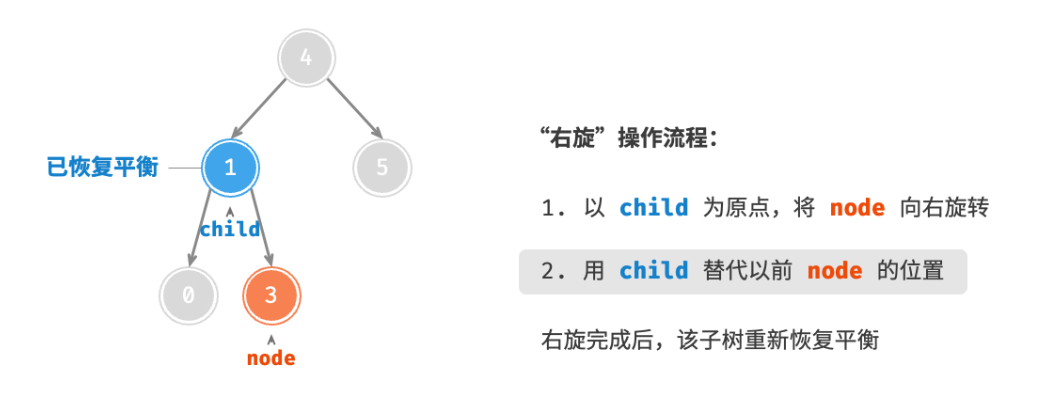 4
“右旋”操作流程：
已恢复平衡
1
5
child
1. 以 child 为原点，将 node 向右旋转
2. 用 child 替代以前 node 的位置
0
3
node
右旋完成后，该子树重新恢复平衡